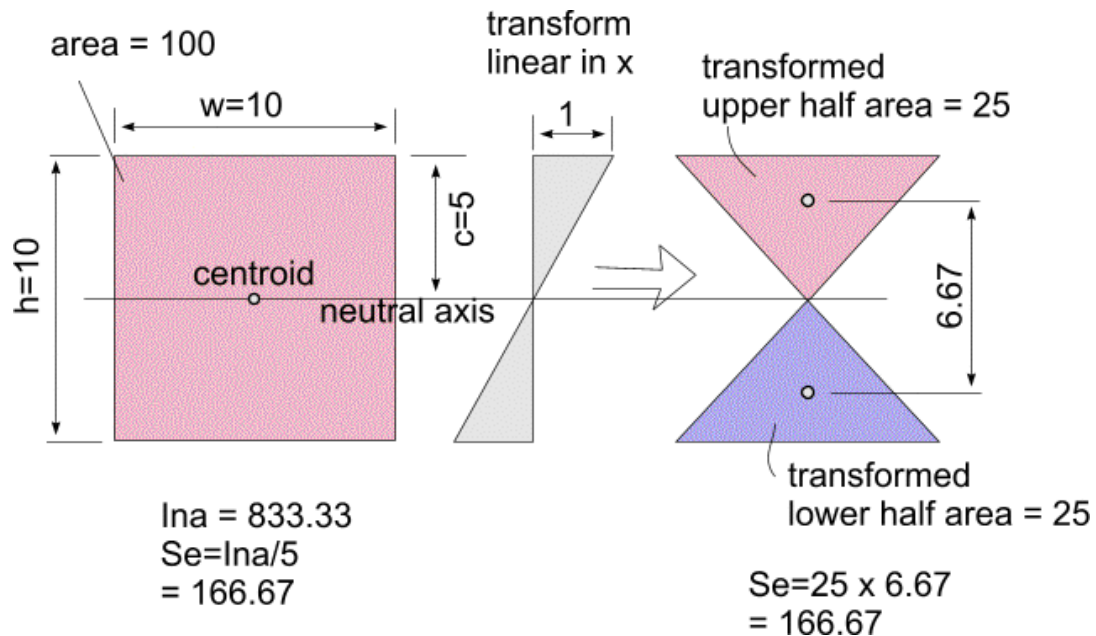 area = 100
transform
linear in x
transformed
upper half area = 25
w=10
1
c=5
h=10
centroid
neutral axis
6.67
transformed
lower half area = 25
Ina = 833.33
Se=Ina/5
= 166.67
Se=25 x 6.67
= 166.67